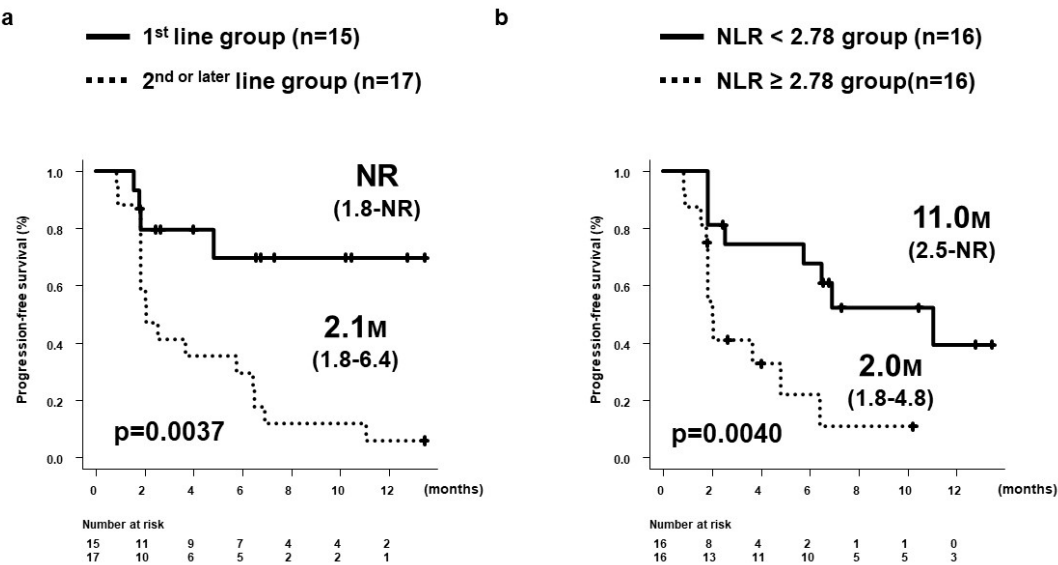 a
1st line group (n=15)
2nd or later line group (n=17)
Progression-free survival (%)
1.0
0.8
0.6
0.4
0.2
0.0
NR
(1.8-NR)
2.1M
(1.8-6.4)
p=0.0037
0 2 4 6 8 10 12 (months)
Number at risk
15 11 9 7 4 4 2
17 10 6 5 2 2 1
b
NLR < 2.78 group (n=16)
NLR ≥ 2.78 group(n=16)
Progression-free survival (%)
1.0
0.8
0.6
0.4
0.2
0.0
11.0M
(2.5-NR)
2.0M
(1.8-4.8)
p=0.0040
0 2 4 6 8 10 12 (months)
Number at risk
16 8 4 2 1 1 0
16 13 11 10 5 5 3